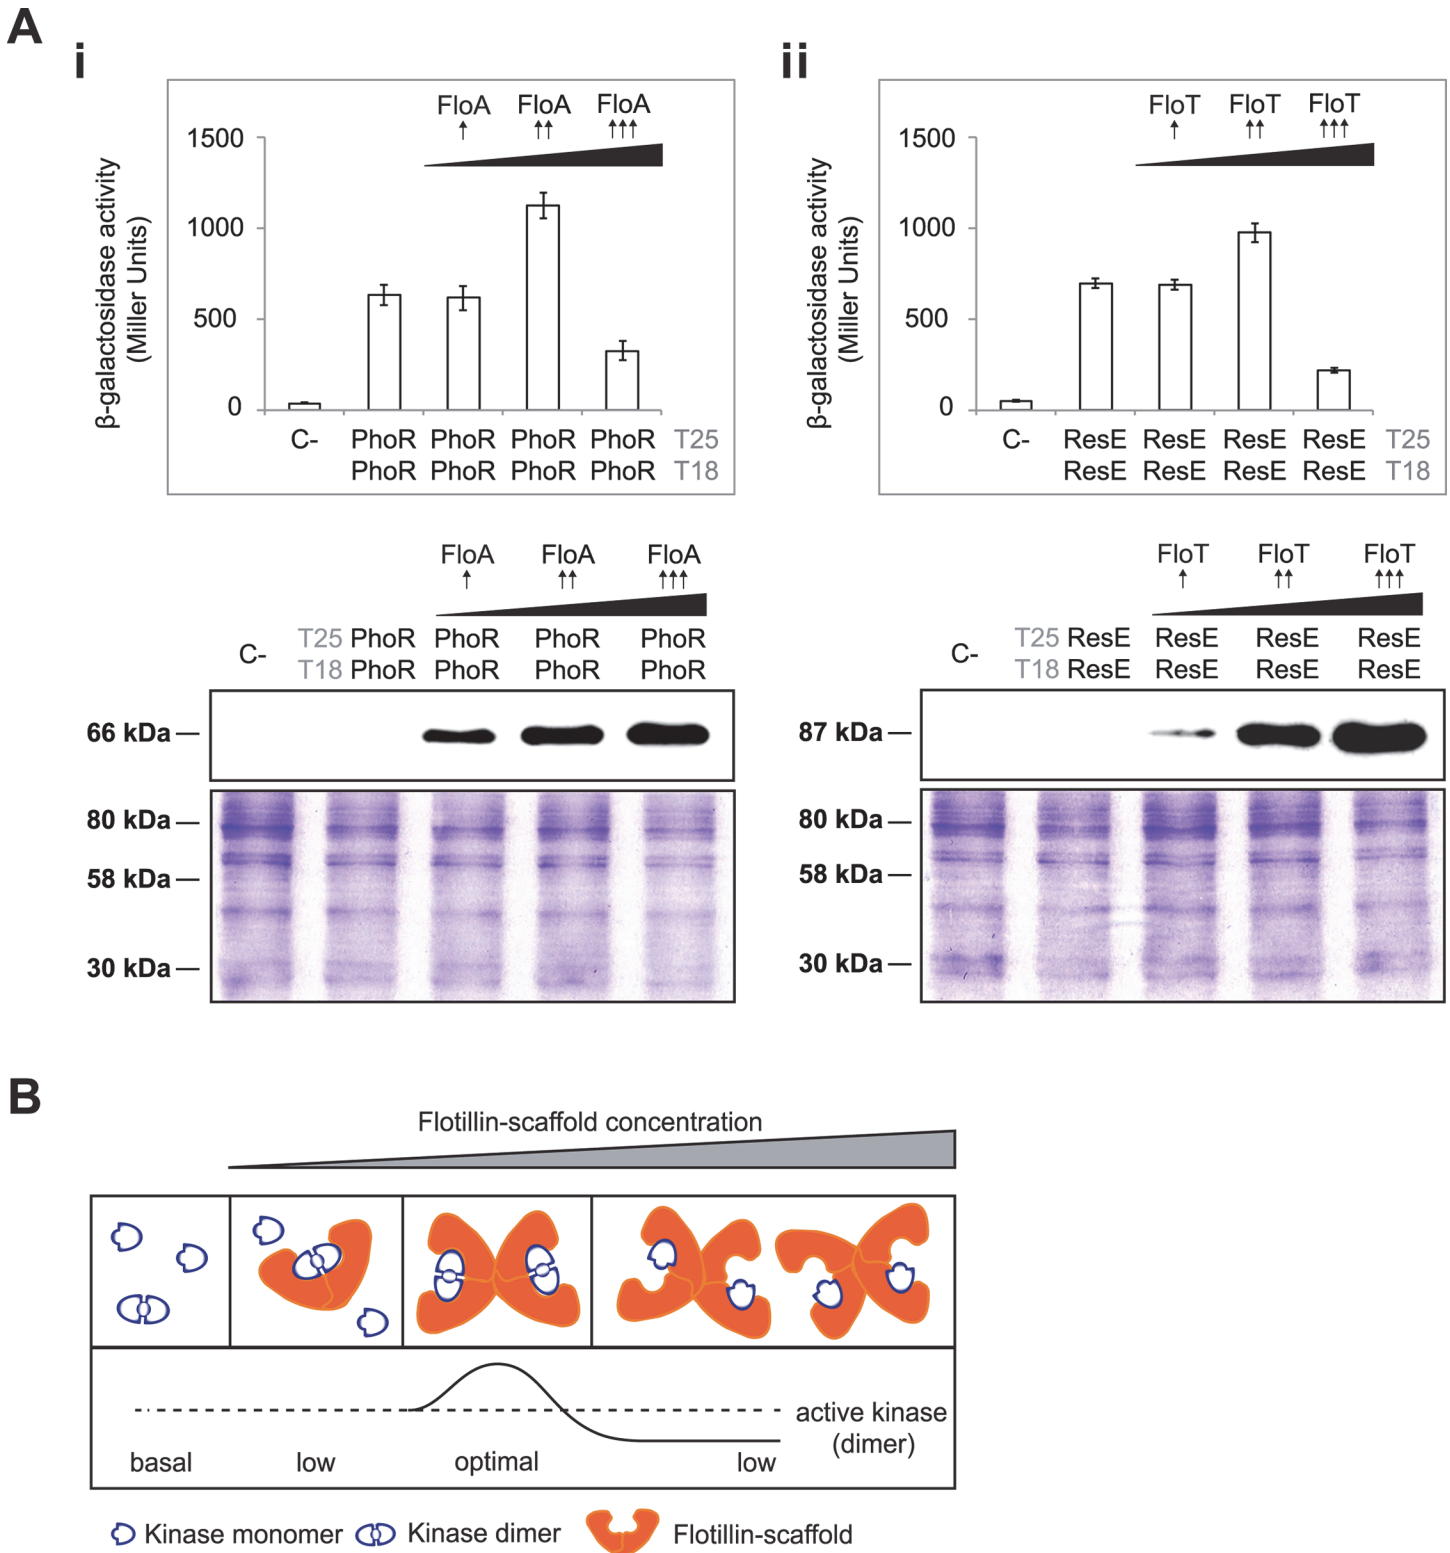 A
i
FloA FloA FloA
↑ ↑↑ ↑↑↑
β-galactosidase activity
(Miller Units)
1500
1000
500
0
C- PhoR PhoR PhoR PhoR T25
PhoR PhoR PhoR PhoR T18
ii
FloT FloT FloT
↑ ↑↑ ↑↑↑
β-galactosidase activity
(Miller Units)
1500
1000
500
0
C- ResE ResE ResE ResE T25
ResE ResE ResE ResE T18
FloA FloA FloA
↑ ↑↑ ↑↑↑
C-
T25 PhoR PhoR PhoR PhoR
T18 PhoR PhoR PhoR PhoR
66 kDa
80 kDa
58 kDa
30 kDa
FloT FloT FloT
↑ ↑↑ ↑↑↑
C-
T25 ResE ResE ResE ResE
T18 ResE ResE ResE ResE
87 kDa
80 kDa
58 kDa
30 kDa
B
Flotillin-scaffold concentration
active kinase
(dimer)
basal low optimal low
Kinase monomer Kinase dimer Flotillin-scaffold